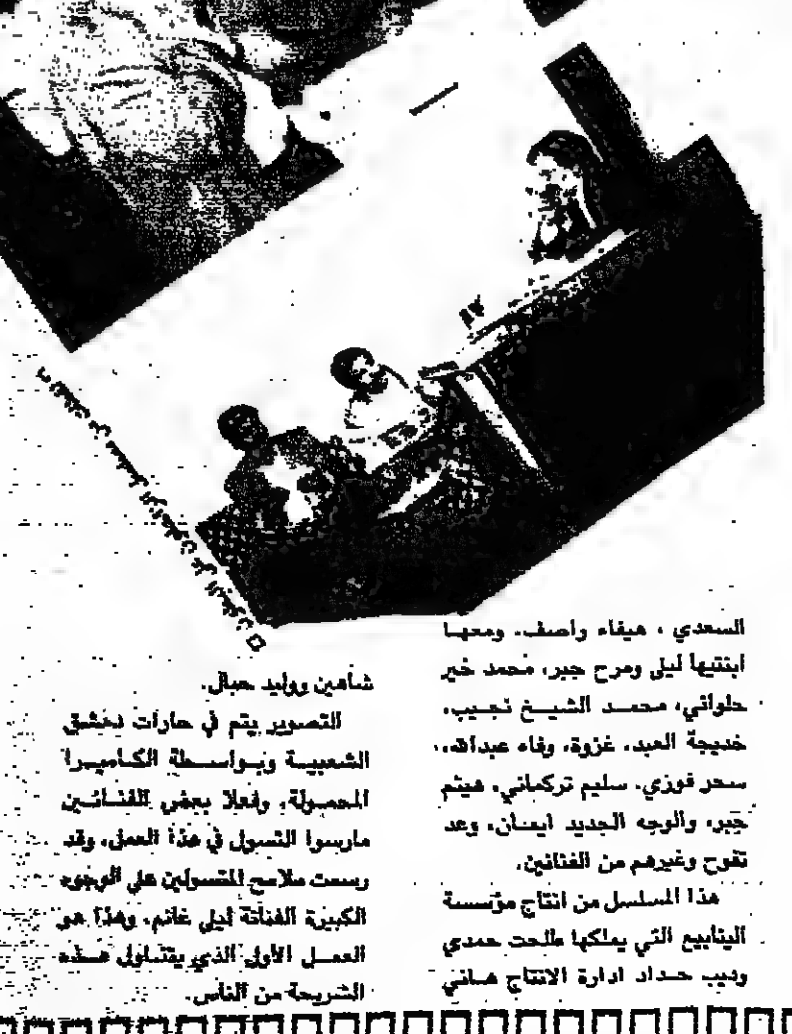 السعدي ، هيفاء واصف. ومعها
ابنتيها ليلى ومرح جبر، محمد خير
حلواني، محمد الشيخ نجيب،
خديجة العبد، غزوة، وفاء عبدالله،
سحر فوزي، سليم تركماني، هيثم
جبر، والوجه الجديد ايمان، وعد
تفوح وغيرهم من الفنانين.
هذا المسلسل من انتاج مؤسسة
الينابيع التي يملكها طلحت حمدي
وديب حداد ادارة الانتاج هاني
شاهين ووليد حبال.
التصوير يتم في حارات دمشق
الشعبية وبواسطة الكاميرا
المحمولة، وفعلا بعض الفنانين
مارسوا التسول في هذا العمل، وقد
رسمت ملامح المتسولين على الوجوه
الكبيرة الفنانة ليلى غانم. وهذا هو
العمل الأول الذي يتناول هذه
الشريحة من الناس.